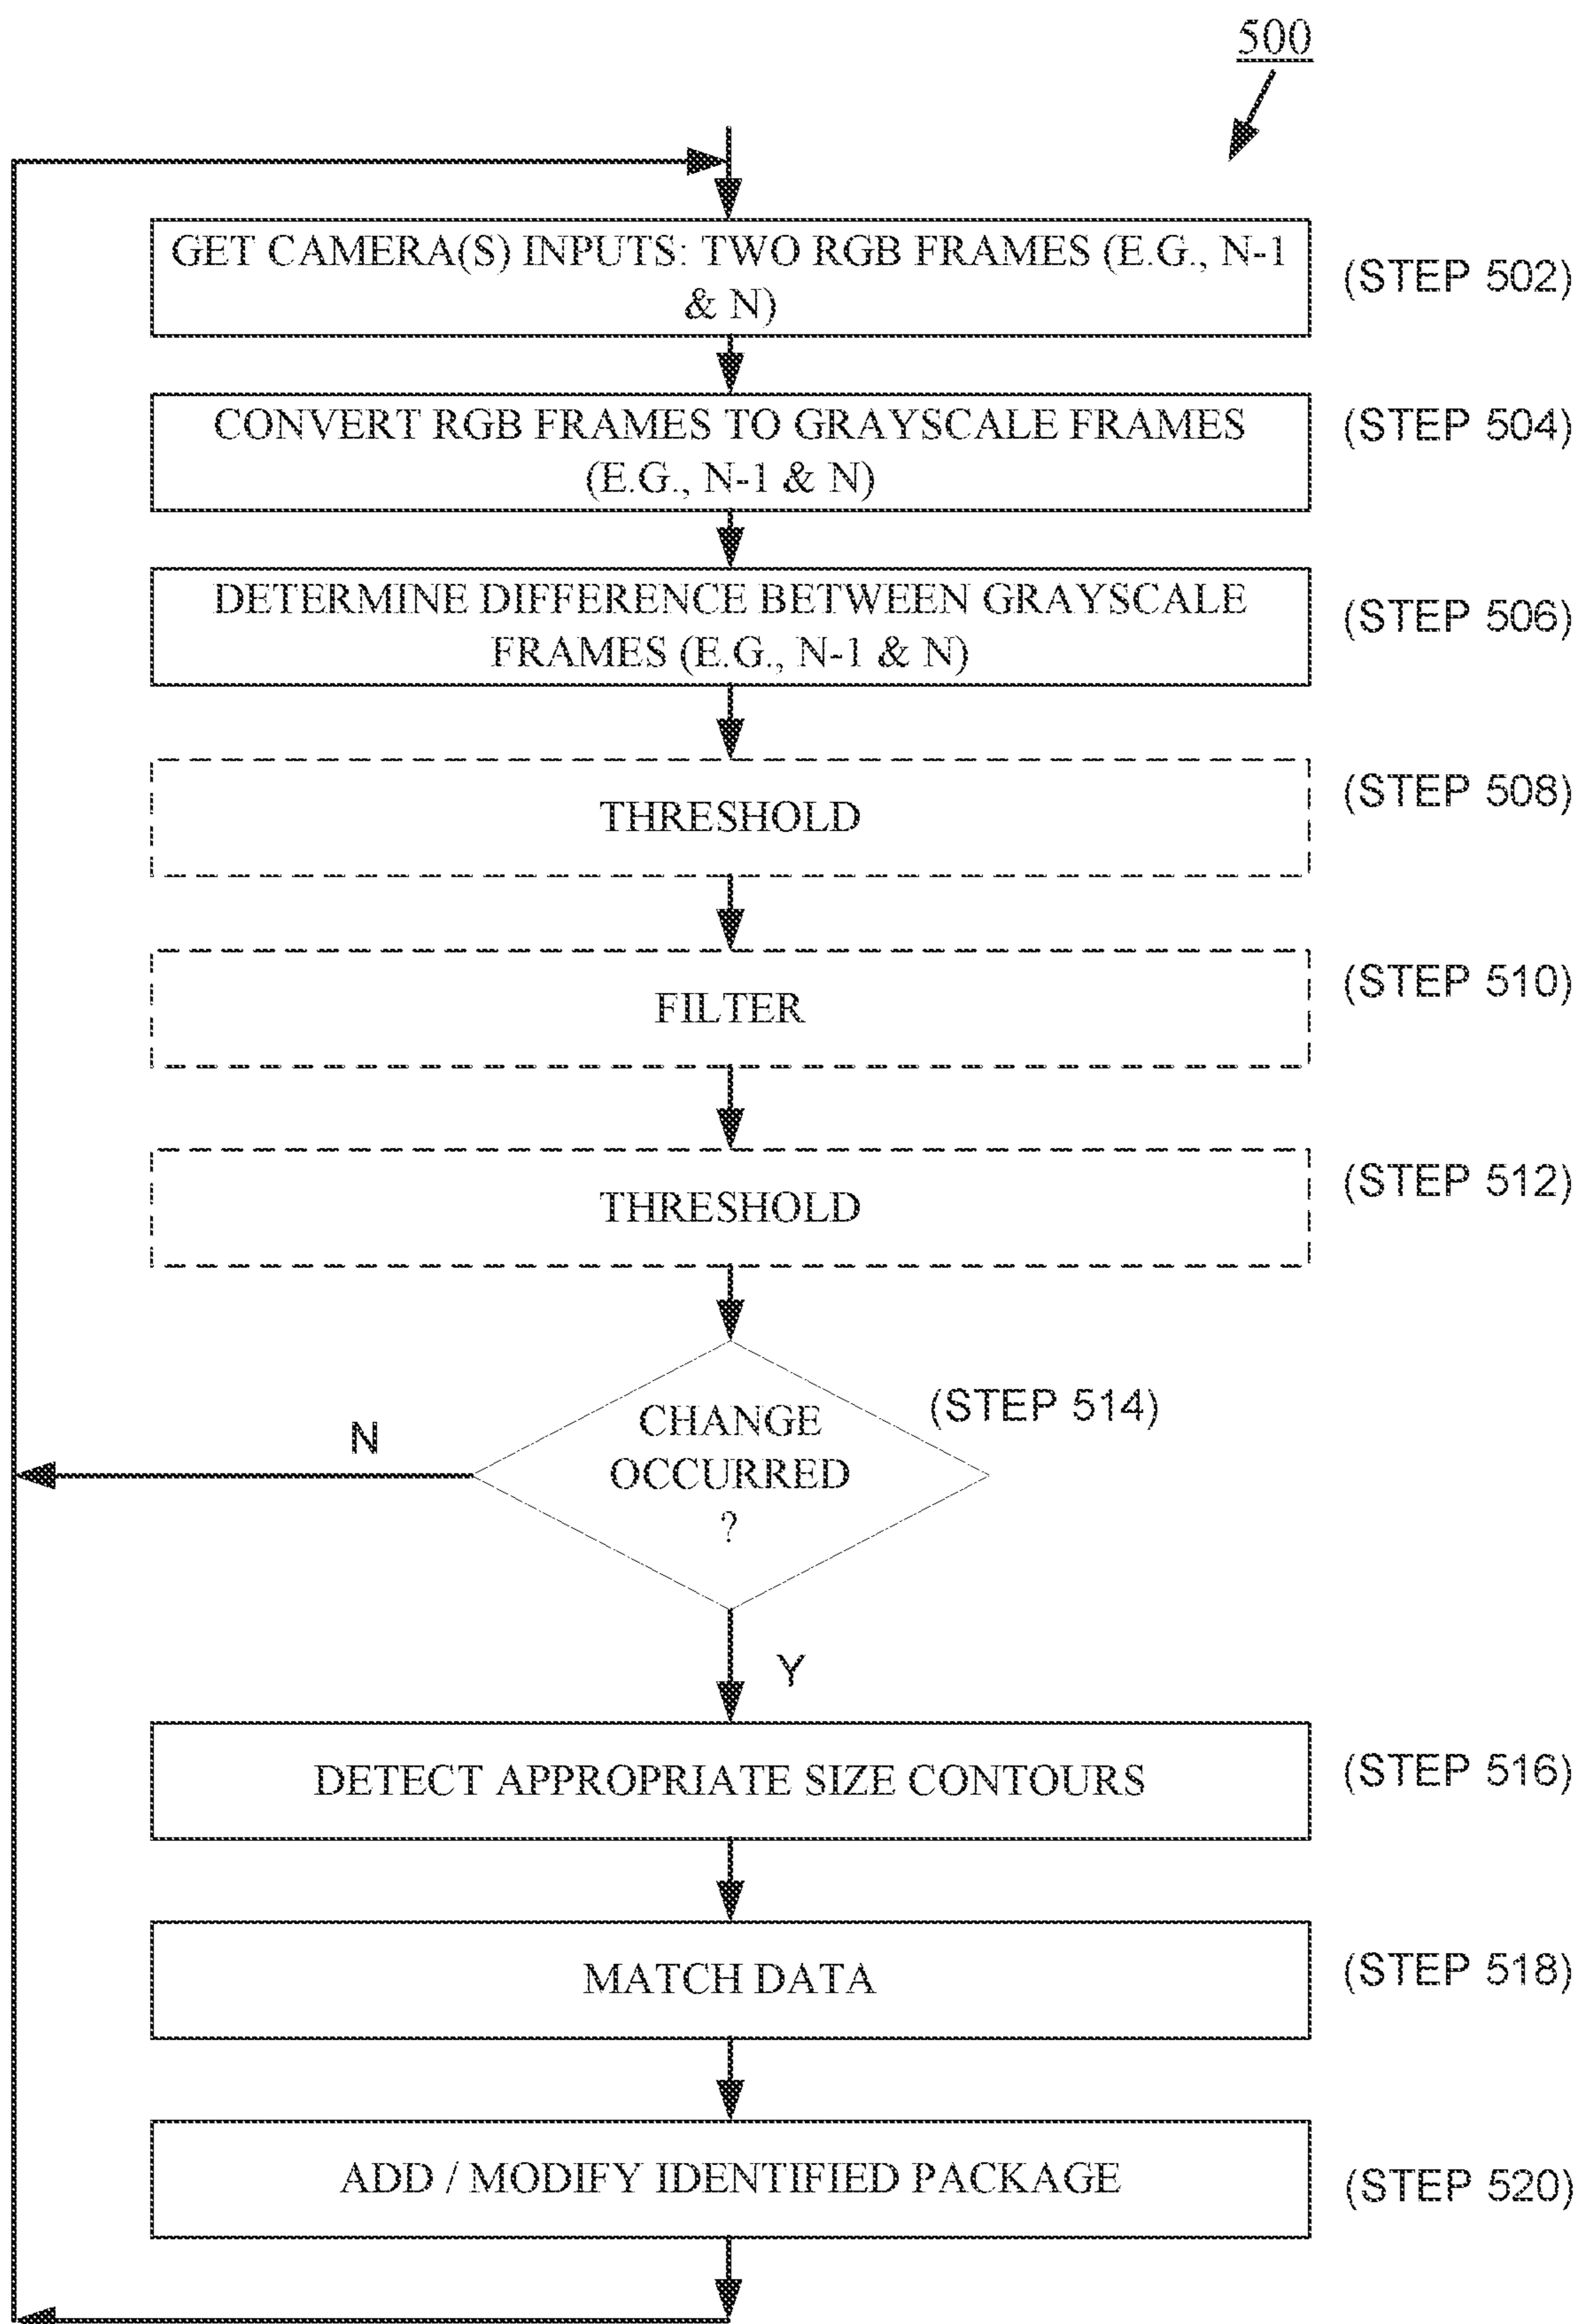 500
GET CAMERA(S) INPUTS: TWO RGB FRAMES (E.G., N-1
& N)
(STEP 502)
CONVERT RGB FRAMES TO GRAYSCALE FRAMES
(E.G., N-1 & N)
(STEP 504)
DETERMINE DIFFERENCE BETWEEN GRAYSCALE
FRAMES (E.G., N-1 & N)
(STEP 506)
THRESHOLD
(STEP 508)
FILTER
(STEP 510)
THRESHOLD
(STEP 512)
CHANGE
OCCURRED
?
(STEP 514)
N
Y
DETECT APPROPRIATE SIZE CONTOURS
(STEP 516)
MATCH DATA
(STEP 518)
ADD / MODIFY IDENTIFIED PACKAGE
(STEP 520)